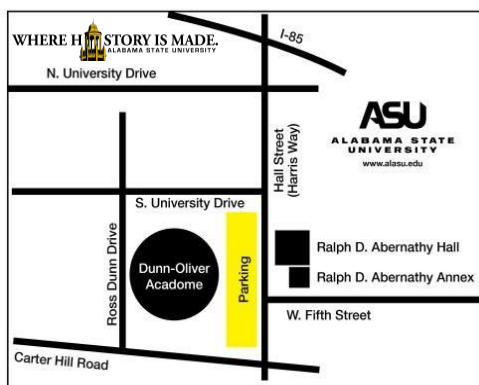 WHERE HISTORY IS MADE.
ALABAMA STATE UNIVERSITY
I-85
N. University Drive
ASU
ALABAMA STATE
UNIVERSITY
www.alasu.edu
Hall Street
(Harris Way)
S. University Drive
Ross Dunn Drive
Dunn-Oliver
Acadome
Parking
Ralph D. Abernathy Hall
Ralph D. Abernathy Annex
W. Fifth Street
Carter Hill Road